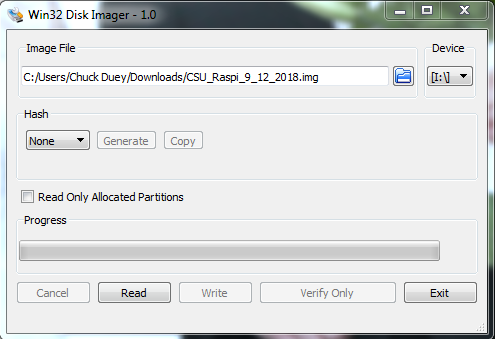 Win32 Disk Imager - 1.0
Image File
Device
C:/Users/Chuck Duey/Downloads/CSU_Raspi_9_12_2018.img
[I:\]
Hash
None Generate Copy
Read Only Allocated Partitions
Progress
Cancel Read Write Verify Only Exit